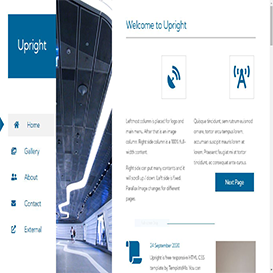 Upright
Home
Gallery
About
Contact
External
Welcome to Upright
Left most column is places for logo and
main menu. After that is an image
column. Right side column is a 100% full-
width content.
Right side can put many contents and it
will scroll up / down. Left side is fixed.
Parallax image changes for different
pages.
Quisque tincidunt, sem rutrum euismod
ornare, tortor arcu tempus lorem,
accumsan suscipit mauris lorem at
lorem. Praesent feugiat mi at tortor
tincidunt, ac consequat ante cursus.
Next Page
24 September 2020
Upright is free responsive HTML CSS
template by TemplateMo. You can